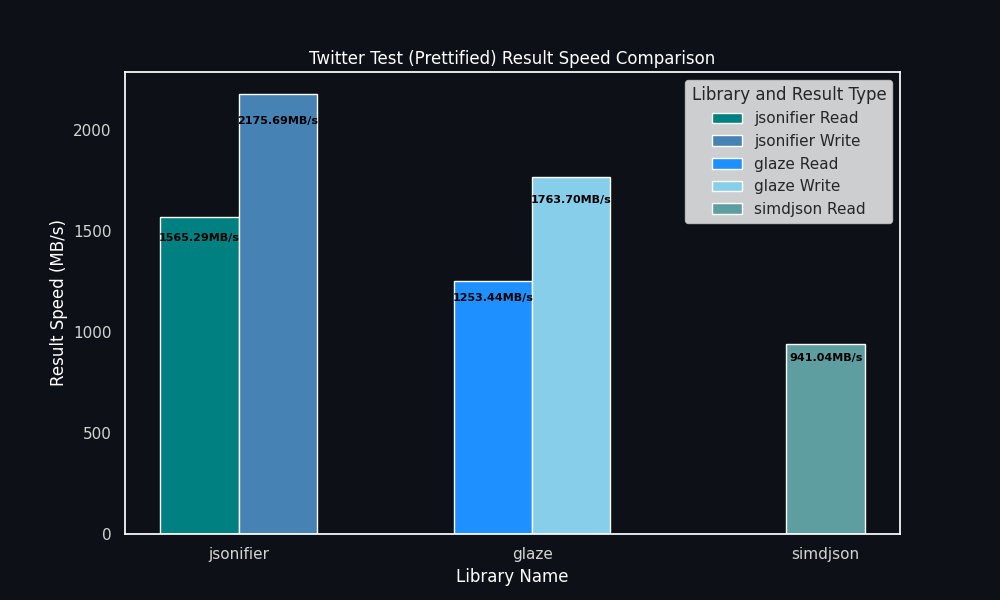 Twitter Test (Prettified) Result Speed Comparison
Library and Result Type
jsonifier Read
jsonifier Write
glaze Read
glaze Write
simdjson Read
Result Speed (MB/s)
2000
1500
1000
500
0
2175.69MB/s
1565.29MB/s
1763.70MB/s
1253.44MB/s
941.04MB/s
jsonifier
glaze
simdjson
Library Name